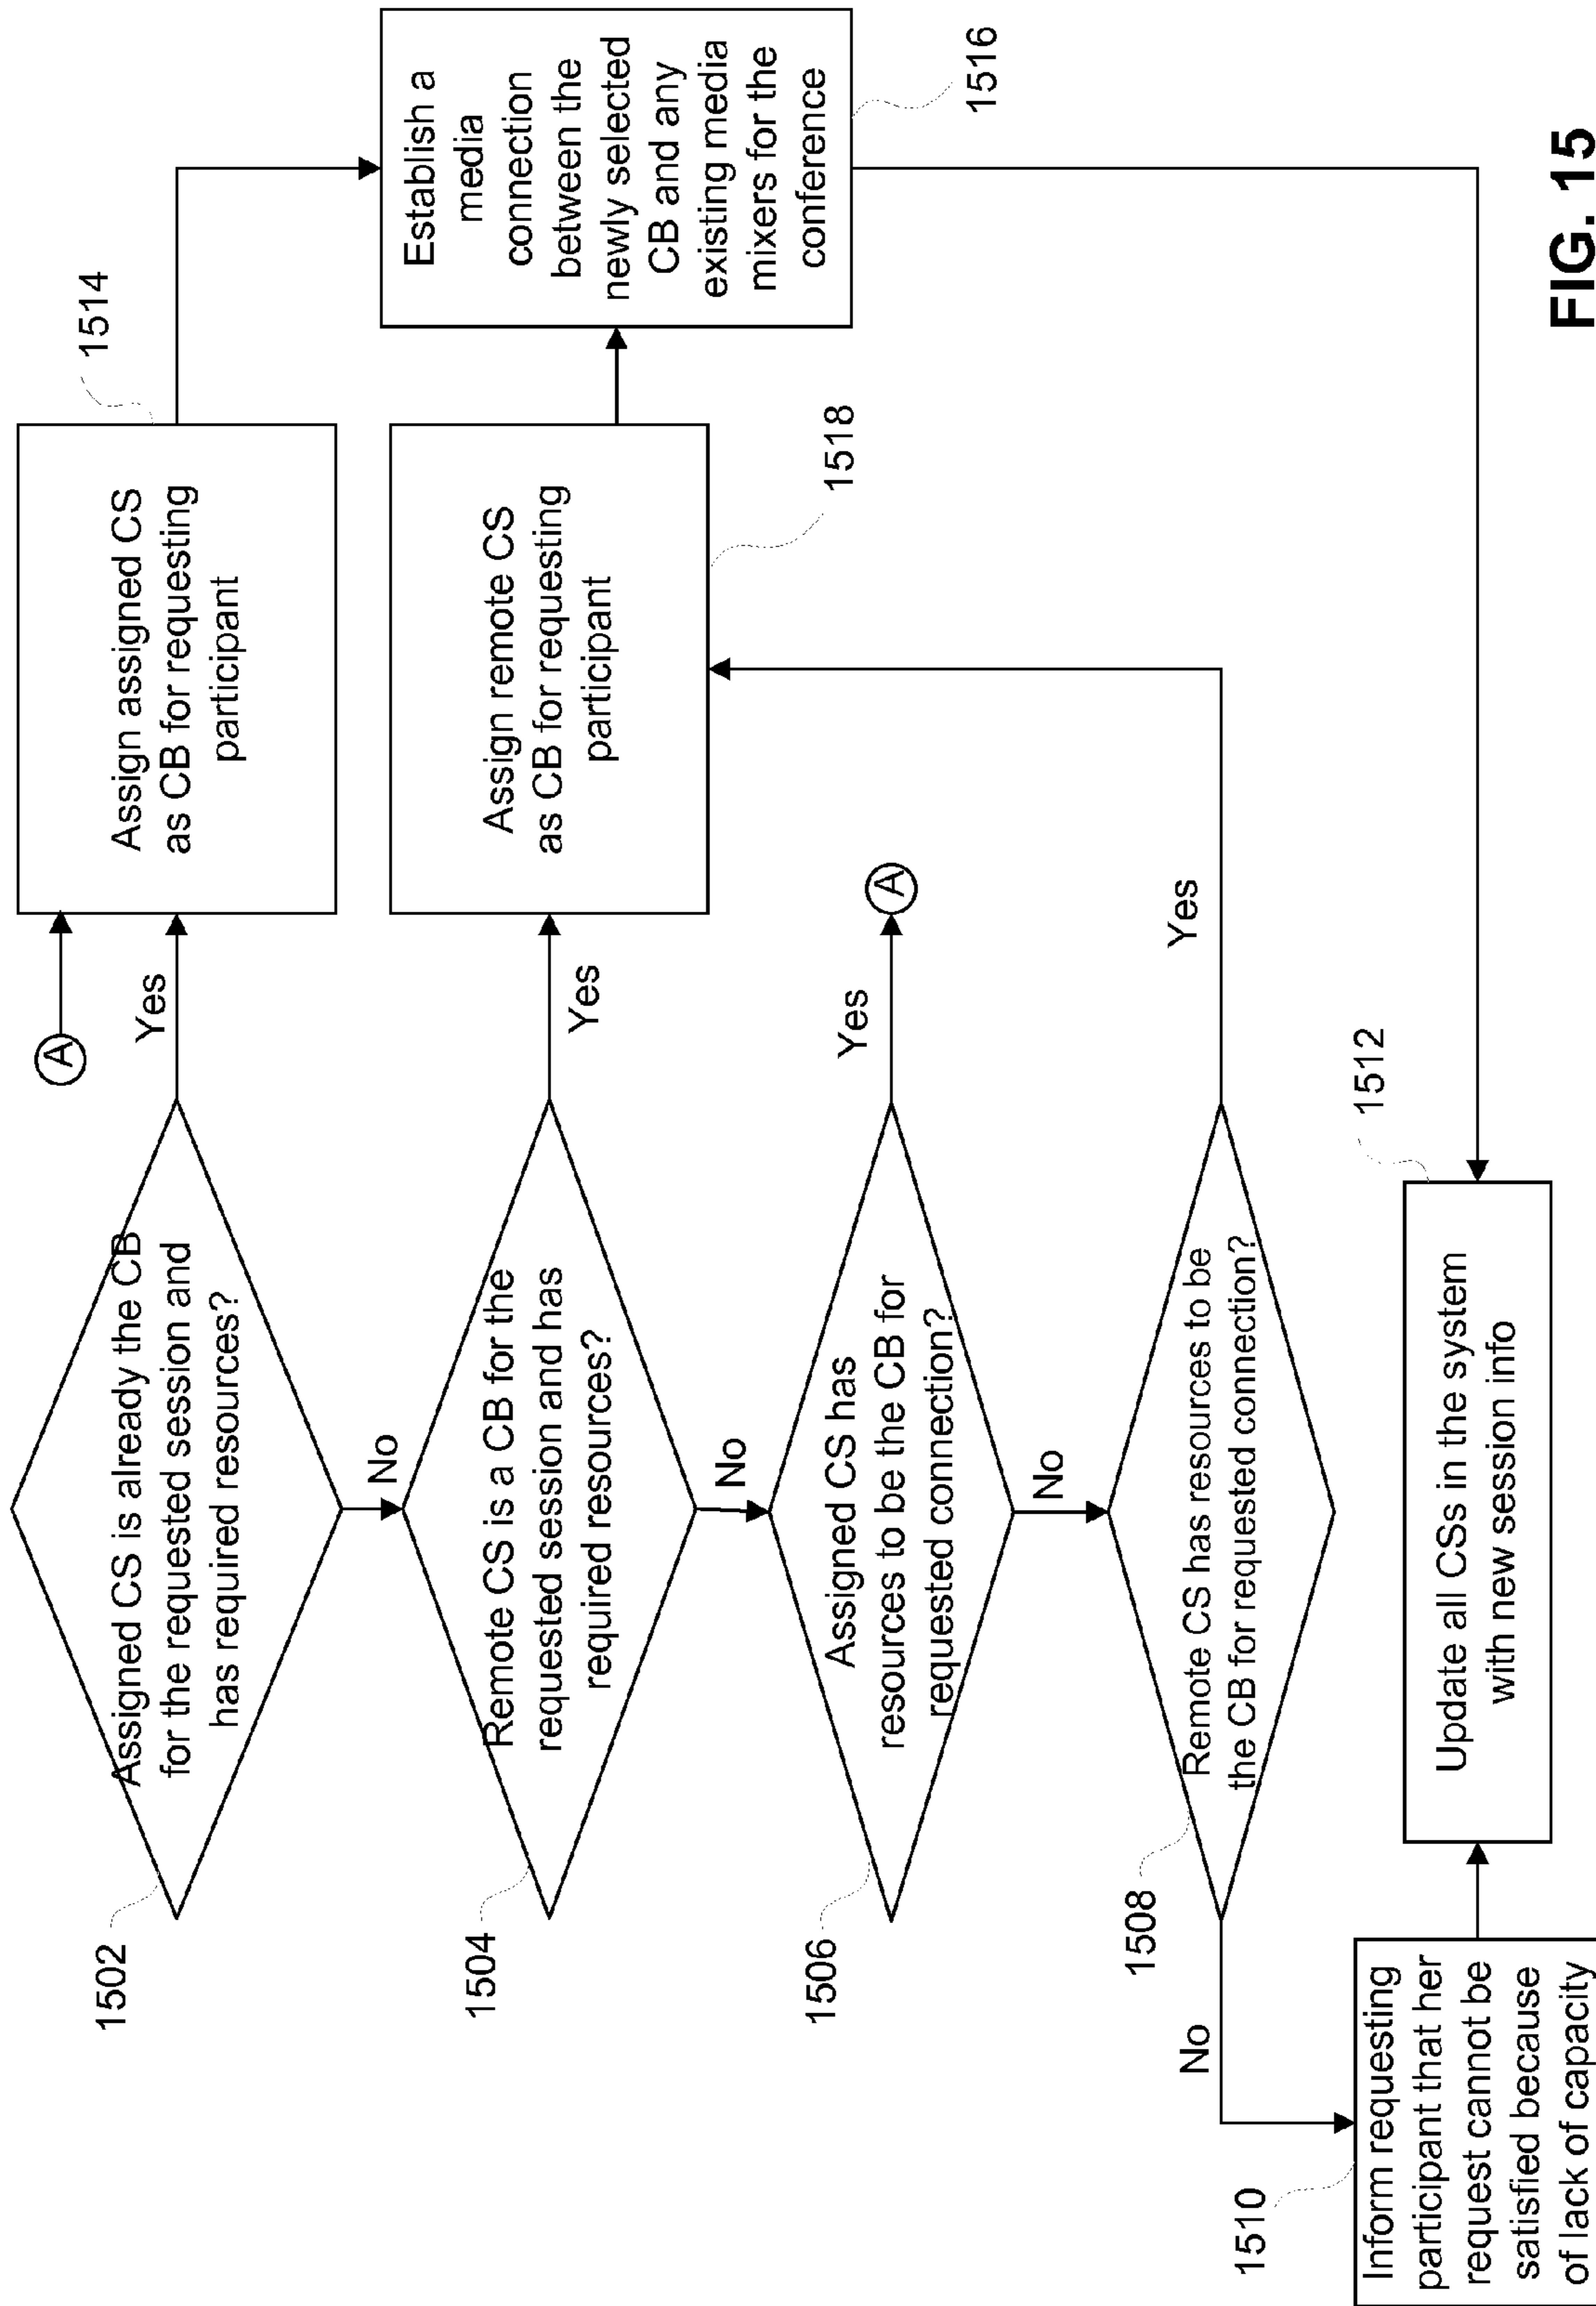 A
Assigned CS is already the CB
for the requested session and
has required resources?
1502
Yes
Assign assigned CS
as CB for requesting
participant
1514
No
Remote CS is a CB for the
requested session and has
required resources?
1504
Yes
Assign remote CS
as CB for requesting
participant
1518
Establish a
media
connection
between the
newly selected
CB and any
existing media
mixers for the
conference
1516
No
Assigned CS has
resources to be the CB for
requested connection?
1506
Yes
A
No
Remote CS has resources to be
the CB for requested connection?
1508
Yes
No
Inform requesting
participant that her
request cannot be
satisfied because
of lack of capacity
1510
Update all CSs in the system
with new session info
1512
FIG. 15